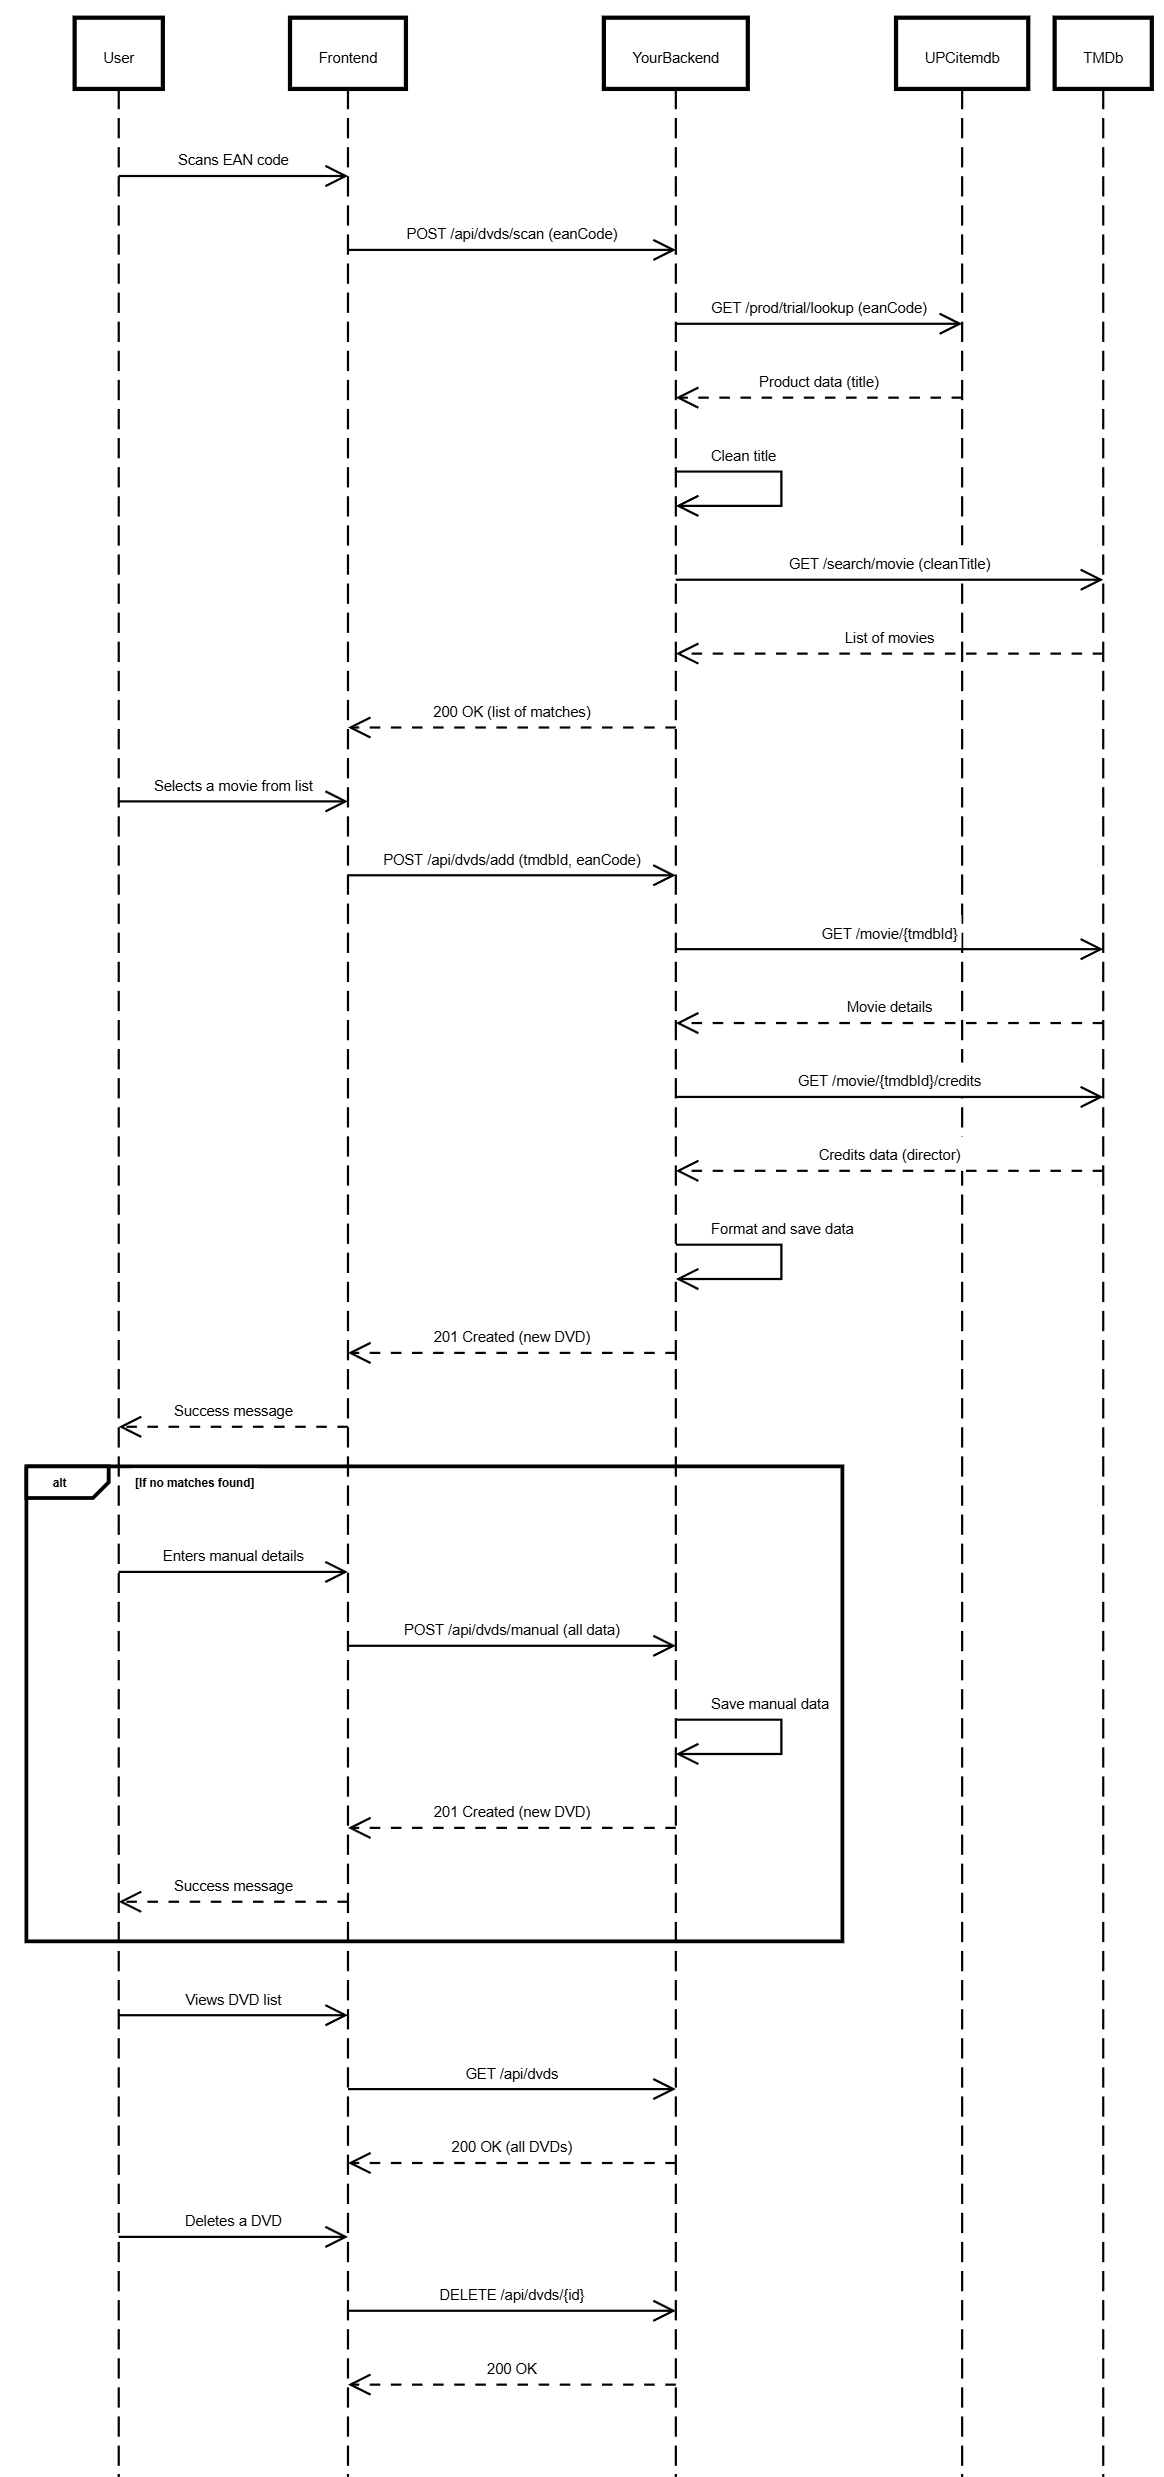 User
Frontend
YourBackend
UPCitemdb
TMDb
Scans EAN code
POST /api/dvds/scan (eanCode)
GET /prod/trial/lookup (eanCode)
Product data (title)
Clean title
GET /search/movie (cleanTitle)
List of movies
200 OK (list of matches)
Selects a movie from list
POST /api/dvds/add (tmdbId, eanCode)
GET /movie/{tmdbId}
Movie details
GET /movie/{tmdbId}/credits
Credits data (director)
Format and save data
201 Created (new DVD)
Success message
alt
[If no matches found]
Enters manual details
POST /api/dvds/manual (all data)
Save manual data
201 Created (new DVD)
Success message
Views DVD list
GET /api/dvds
200 OK (all DVDs)
Deletes a DVD
DELETE /api/dvds/{id}
200 OK